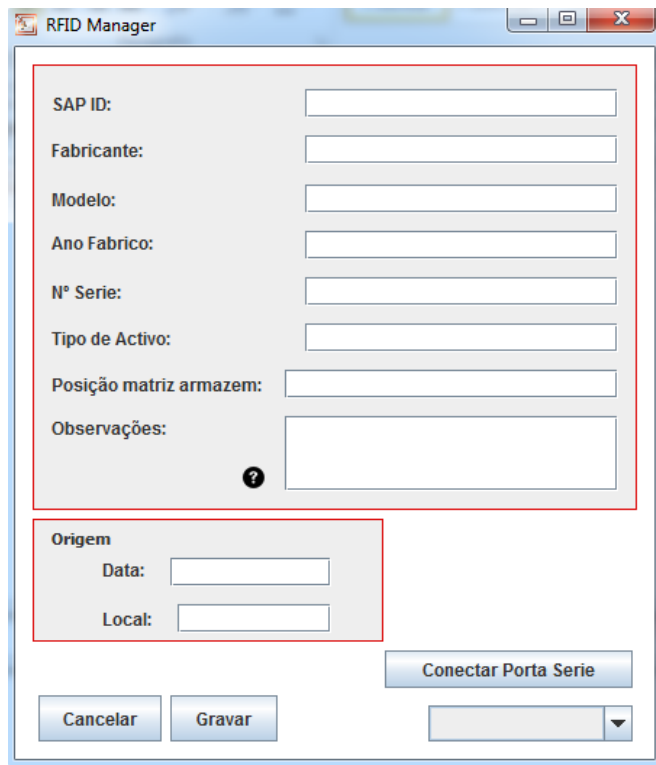 RFID Manager
SAP ID:
Fabricante:
Modelo:
Ano Fabrico:
Nº Serie:
Tipo de Activo:
Posição matriz armazem:
Observações:
?
Origem
Data:
Local:
Conectar Porta Serie
Cancelar
Gravar